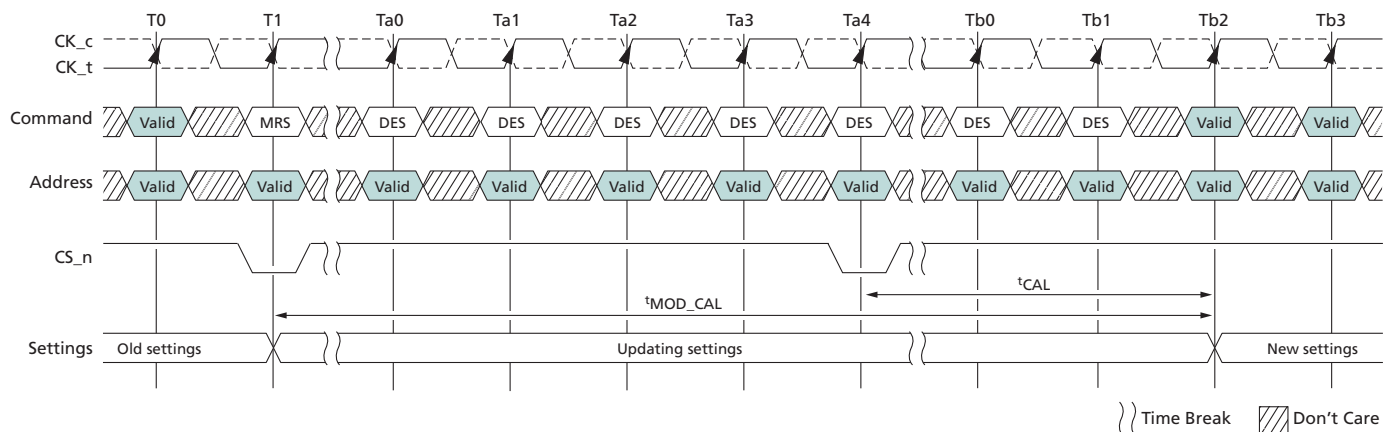 T0 T1 Ta0 Ta1 Ta2 Ta3 Ta4 Tb0 Tb1 Tb2 Tb3
CK_c
CK_t
Command Valid MRS DES DES DES DES DES DES DES Valid Valid
Address Valid Valid Valid Valid Valid Valid Valid Valid Valid Valid Valid
CS_n
tCAL
tMOD_CAL
Settings Old settings Updating settings New settings
Time Break Don't Care